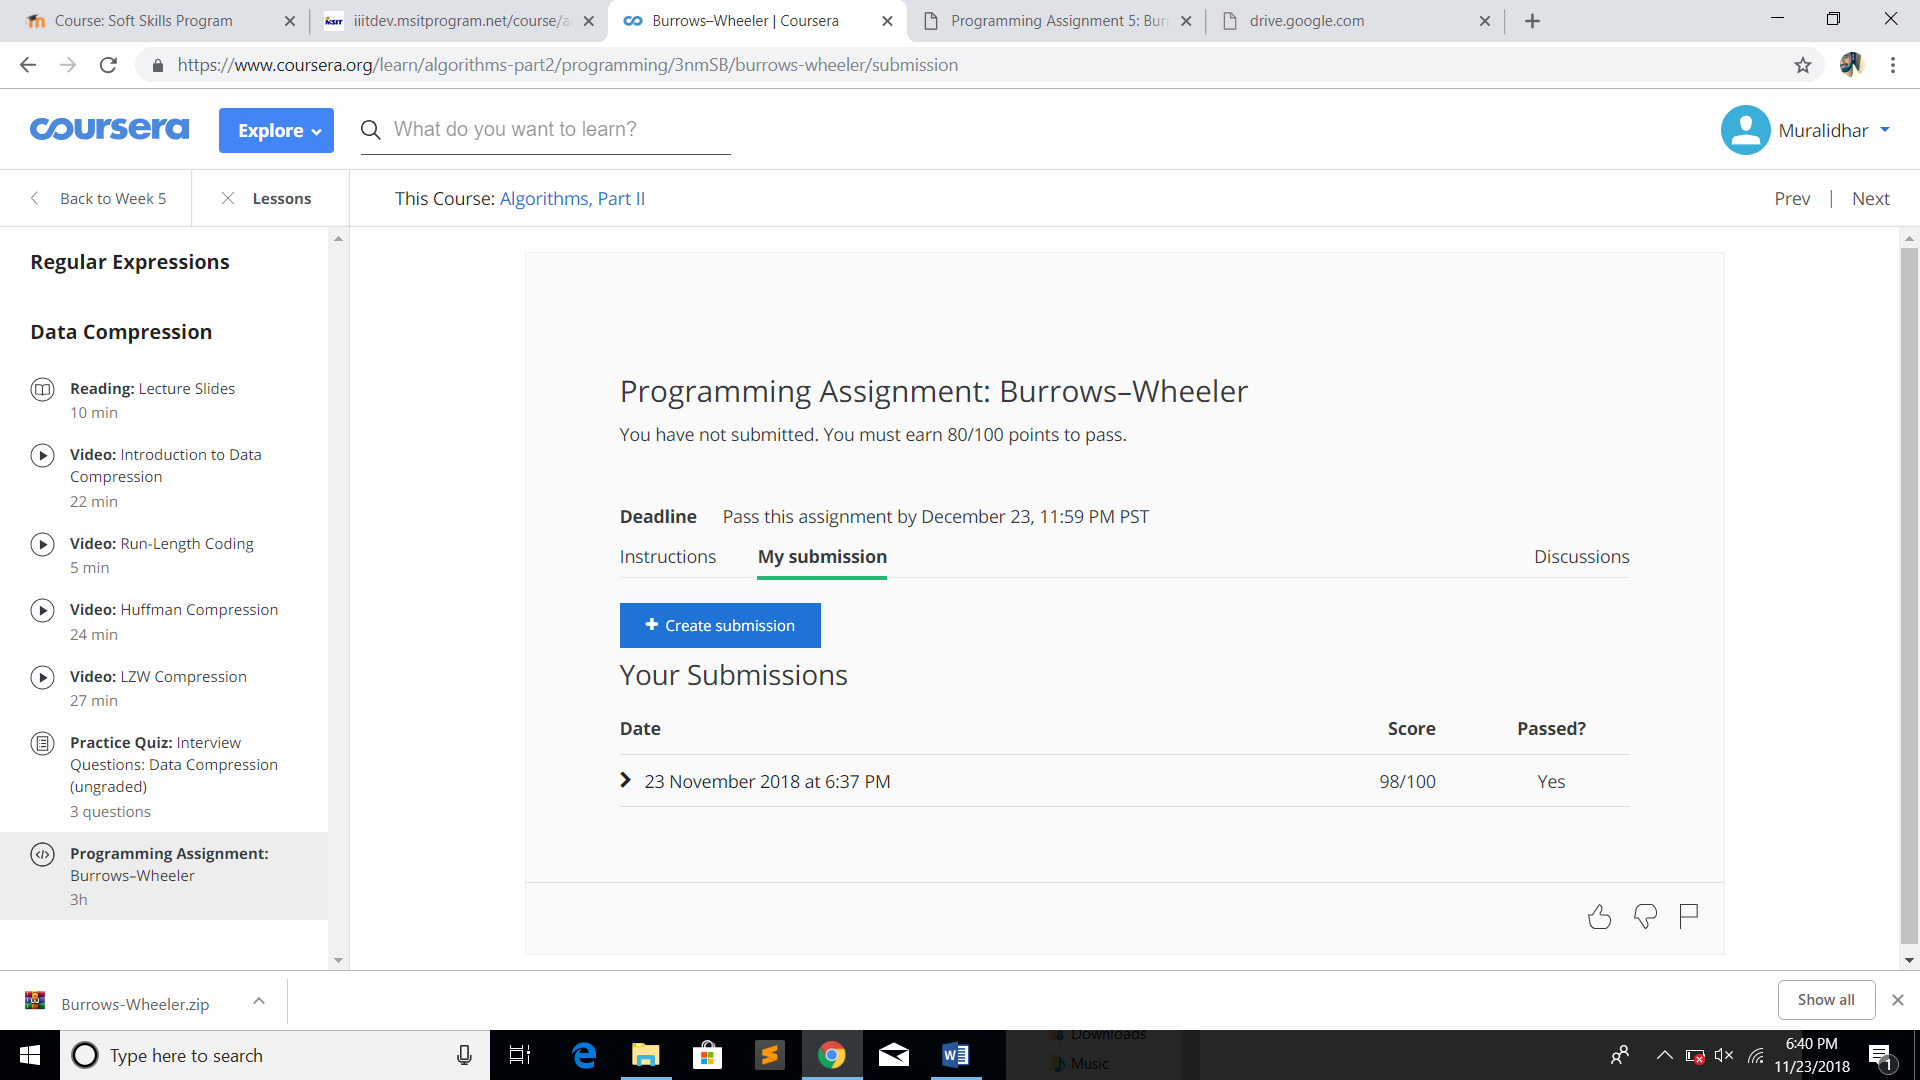 Course: Soft Skills Program
iiitdev.msitprogram.net/course/a
Burrows–Wheeler | Coursera
Programming Assignment 5: Burr
drive.google.com
https://www.coursera.org/learn/algorithms-part2/programming/3nmSB/burrows-wheeler/submission
coursera
Explore
What do you want to learn?
Muralidhar
Back to Week 5
Lessons
This Course: Algorithms, Part II
Prev | Next
Regular Expressions
Data Compression
Reading: Lecture Slides
10 min
Video: Introduction to Data
Compression
22 min
Video: Run-Length Coding
5 min
Video: Huffman Compression
24 min
Video: LZW Compression
27 min
Practice Quiz: Interview
Questions: Data Compression
(ungraded)
3 questions
Programming Assignment:
Burrows–Wheeler
3h
Programming Assignment: Burrows–Wheeler
You have not submitted. You must earn 80/100 points to pass.
Deadline Pass this assignment by December 23, 11:59 PM PST
Instructions My submission Discussions
+ Create submission
Your Submissions
Date Score Passed?
23 November 2018 at 6:37 PM 98/100 Yes
Burrows-Wheeler.zip
Show all
Downloads
Music
Type here to search
6:40 PM
11/23/2018
1